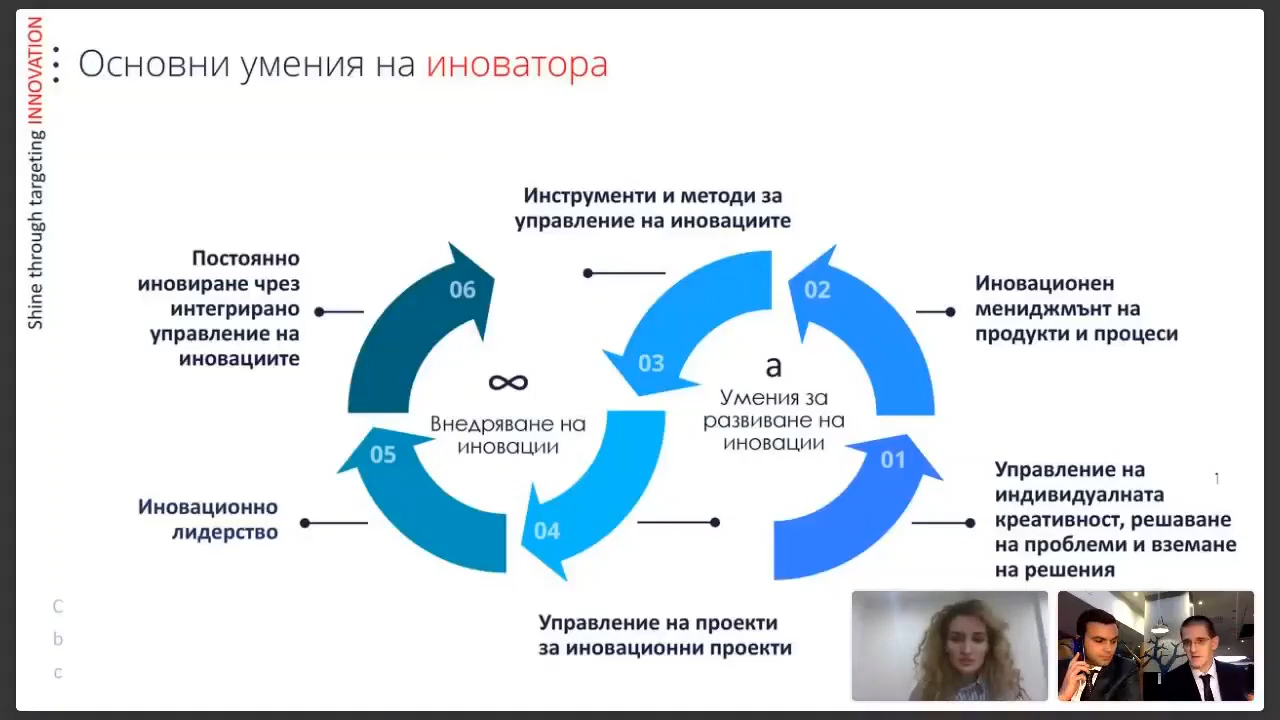 Shine through targeting INNOVATION
Основни умения на иноватора
Инструменти и методи за
управление на иновациите
Постоянно
иновиране чрез
интегрирано
управление на
иновациите
06
02
Иновационен
мениджмънт на
продукти и процеси
03
a
Умения за
развиване на
иновации
∞
Внедряване на
иновации
05
01
Управление на
индивидуалната
креативност, решаване
на проблеми и вземане
на решения
1
Иновационно
лидерство
04
Управление на проекти
за иновационни проекти
C
b
c